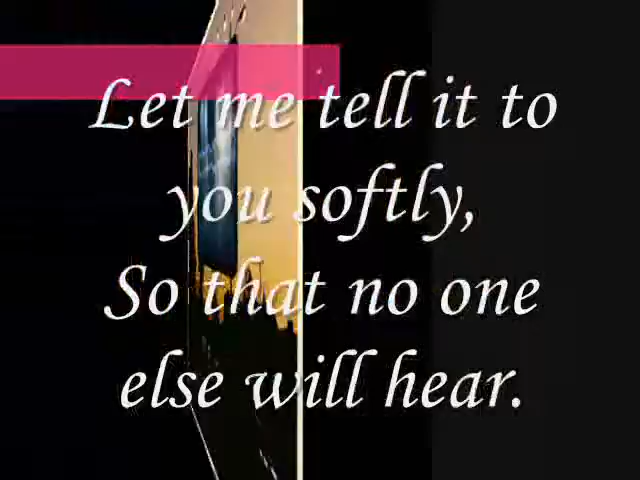 Let me tell it to
you softly,
So that no one
else will hear.